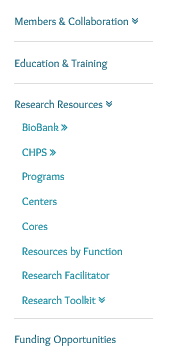 Members & Collaboration
Education & Training
Research Resources
BioBank
CHPS
Programs
Centers
Cores
Resources by Function
Research Facilitator
Research Toolkit
Funding Opportunities